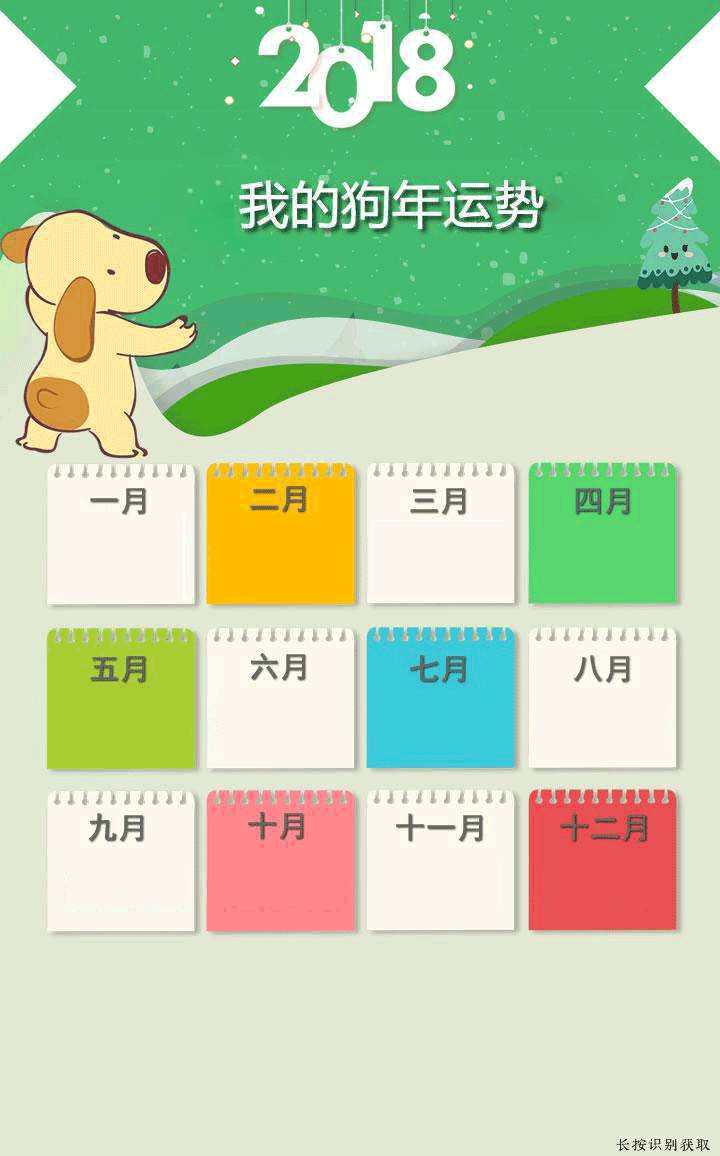 2018
我的狗年运势
一月
二月
三月
四月
五月
六月
七月
八月
九月
十月
十一月
十二月
长按识别获取